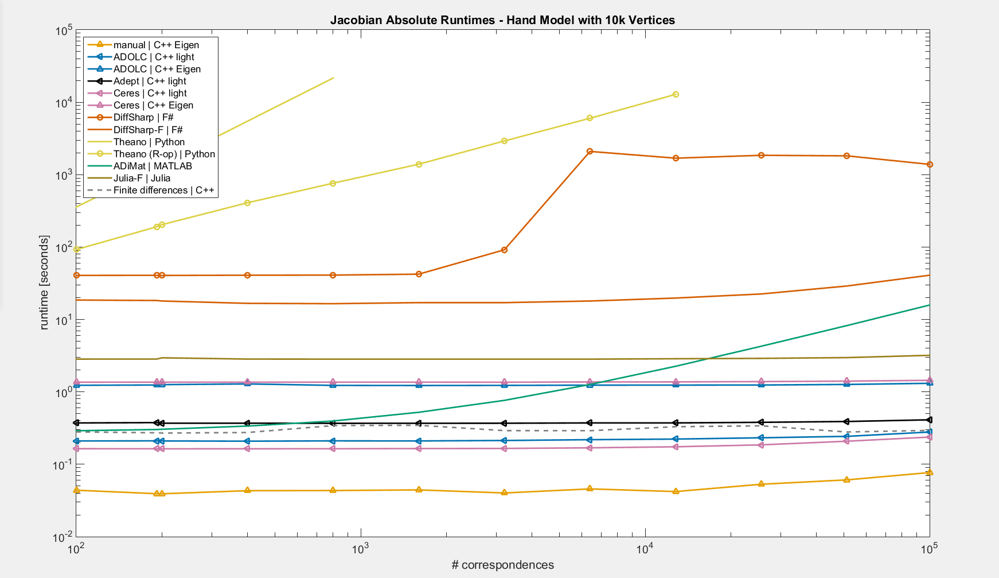 Jacobian Absolute Runtimes - Hand Model with 10k Vertices
10^5
10^4
10^3
10^2
10^1
10^0
10^-1
10^-2
runtime [seconds]
manual | C++ Eigen
ADOLC | C++ light
ADOLC | C++ Eigen
Adept | C++ light
Ceres | C++ light
Ceres | C++ Eigen
DiffSharp | F#
DiffSharp-F | F#
Theano | Python
Theano (R-op) | Python
ADiMat | MATLAB
Julia-F | Julia
Finite differences | C++
10^2 10^3 10^4 10^5
# correspondences